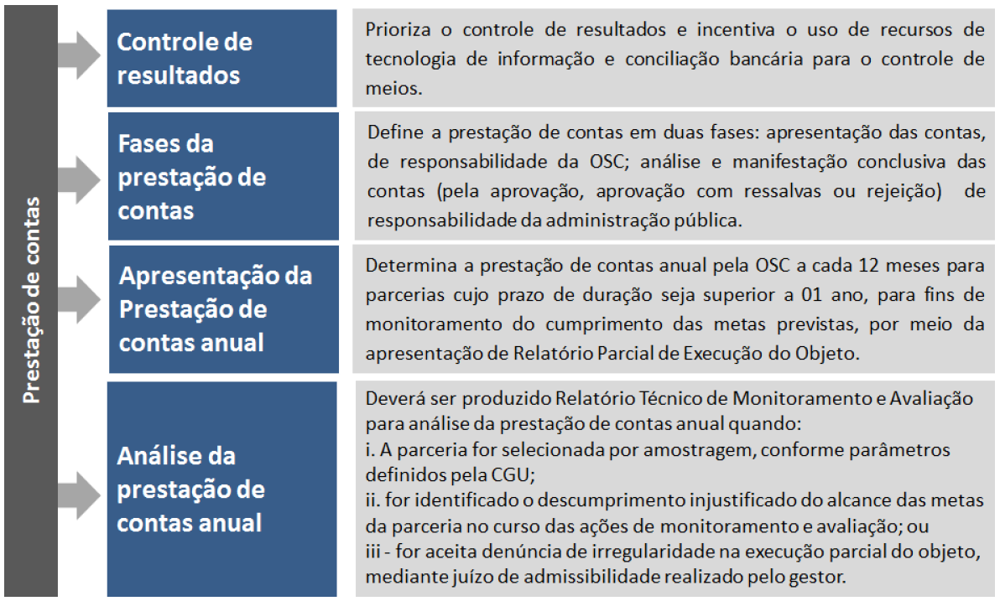 Prestação de contas
Controle de
resultados
Prioriza o controle de resultados e incentiva o uso de recursos de
tecnologia de informação e conciliação bancária para o controle de
meios.
Fases da
prestação de
contas
Define a prestação de contas em duas fases: apresentação das contas,
de responsabilidade da OSC; análise e manifestação conclusiva das
contas (pela aprovação, aprovação com ressalvas ou rejeição) de
responsabilidade da administração pública.
Apresentação da
Prestação de
contas anual
Determina a prestação de contas anual pela OSC a cada 12 meses para
parcerias cujo prazo de duração seja superior a 01 ano, para fins de
monitoramento do cumprimento das metas previstas, por meio da
apresentação de Relatório Parcial de Execução do Objeto.
Análise da
prestação de
contas anual
Deverá ser produzido Relatório Técnico de Monitoramento e Avaliação
para análise da prestação de contas anual quando:
i. A parceria for selecionada por amostragem, conforme parâmetros
definidos pela CGU;
ii. for identificado o descumprimento injustificado do alcance das metas
da parceria no curso das ações de monitoramento e avaliação; ou
iii - for aceita denúncia de irregularidade na execução parcial do objeto,
mediante juízo de admissibilidade realizado pelo gestor.